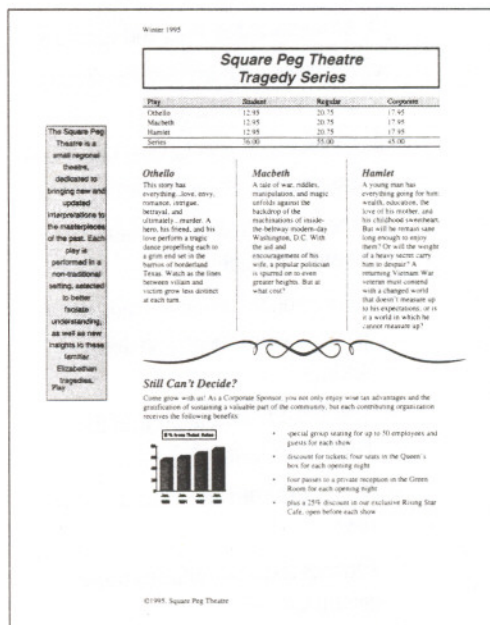 Winter 1995
Square Peg Theatre
Tragedy Series
Play Student Regular Corporate
Othello 12.95 20.75 17.95
Macbeth 12.95 20.75 17.95
Hamlet 12.95 20.75 17.95
Series 36.00 55.00 45.00
The Square Peg
Theatre is a
small regional
theatre,
dedicated to
bringing new and
updated
interpretations to
the masterpieces
of the past. Each
play is
performed in a
non-traditional
setting, selected
to better
understanding,
as well as new
insights to these
familiar
Elizabethan
tragedies.
Play
Othello
This story has
everything...love, envy,
romance, intrigue,
betrayal, and
ultimately...murder. A
hero, his friend, and his
love perform a tragic
dance propelling each to
a grim end set in the
barrios of borderland
Texas. Watch as the lines
between villain and
victim grow less distinct
at each turn.
Macbeth
A tale of war, riddles,
manipulation, and magic
unfolds against the
backdrop of the
machinations of inside-
the-beltway modern-day
Washington, D.C. With
the aid and
encouragement of his
wife, a popular politician
is spurred on to even
greater heights. But at
what cost?
Hamlet
A young man has
everything going for him:
wealth, education, the
love of his mother, and
his childhood sweetheart.
But will he remain sane
long enough to enjoy
them? Or will the weight
of a heavy secret carry
him to despair? A
returning Vietnam War
veteran must contend
with a changed world
that doesn't measure up
to his expectations, or is
it a world in which he
cannot measure up?
Still Can't Decide?
Come grow with us! As a Corporate Sponsor, you not only enjoy wise tax advantages and the
gratification of sustaining a valuable part of the community, but each contributing organization
receives the following benefits:
• special group seating for up to 50 employees and
guests for each show
• discount for tickets, four seats in the Queen's
box for each opening night
• four passes to a private reception in the Green
Room for each opening night
• plus a 25% discount in our exclusive Rising Star
Cafe, open before each show
©1995, Square Peg Theatre